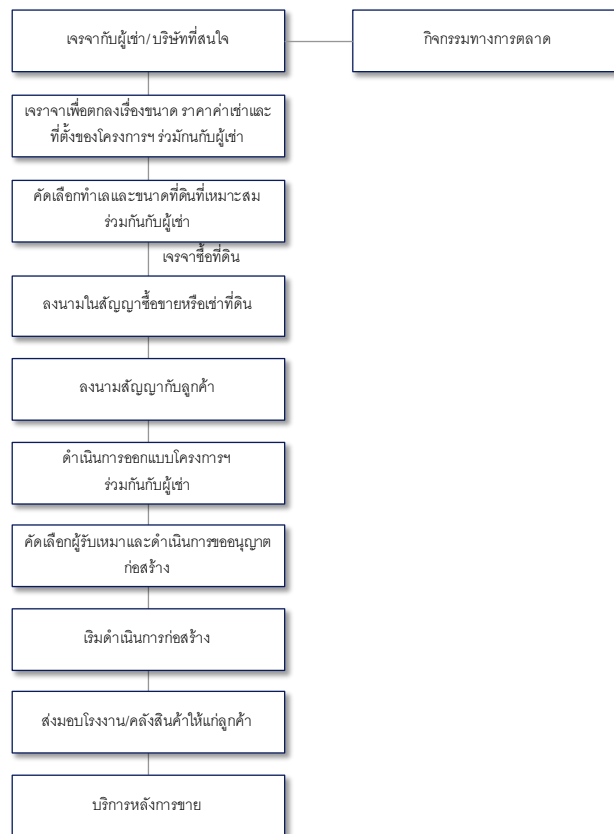 เจรจากับผู้เช่า/บริษัทที่สนใจ
กิจกรรมทางการตลาด
เจราจาเพื่อตกลงเรื่องขนาด ราคาค่าเช่าและ
ที่ตั้งของโครงการฯ ร่วมักนกับผู้เช่า
คัดเลือกทำเลและขนาดที่ดินที่เหมาะสม
ร่วมกันกับผู้เช่า
เจรจาซื้อที่ดิน
ลงนามในสัญญาซื้อขายหรือเช่าที่ดิน
ลงนามสัญญากับลูกค้า
ดำเนินการออกแบบโครงการฯ
ร่วมกันกับผู้เช่า
คัดเลือกผู้รับเหมาและดำเนินการขออนุญาต
ก่อสร้าง
เริ่มดำเนินการก่อสร้าง
ส่งมอบโรงงาน/คลังสินค้าให้แก่ลูกค้า
บริการหลังการขาย